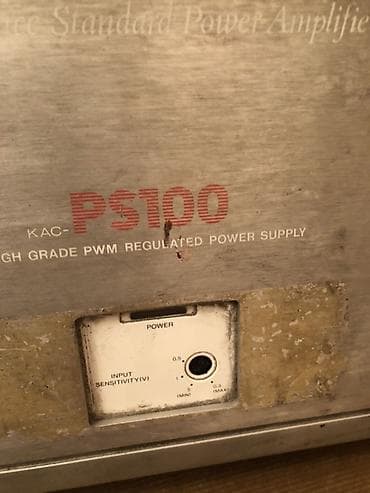 Standard Power Amplifie
KAC-PS100
GH GRADE PWM REGULATED POWER SUPPLY
POWER
INPUT
SENSITIVITY(V)
0.5
1
5
(MIN)
0.3
(MAX)